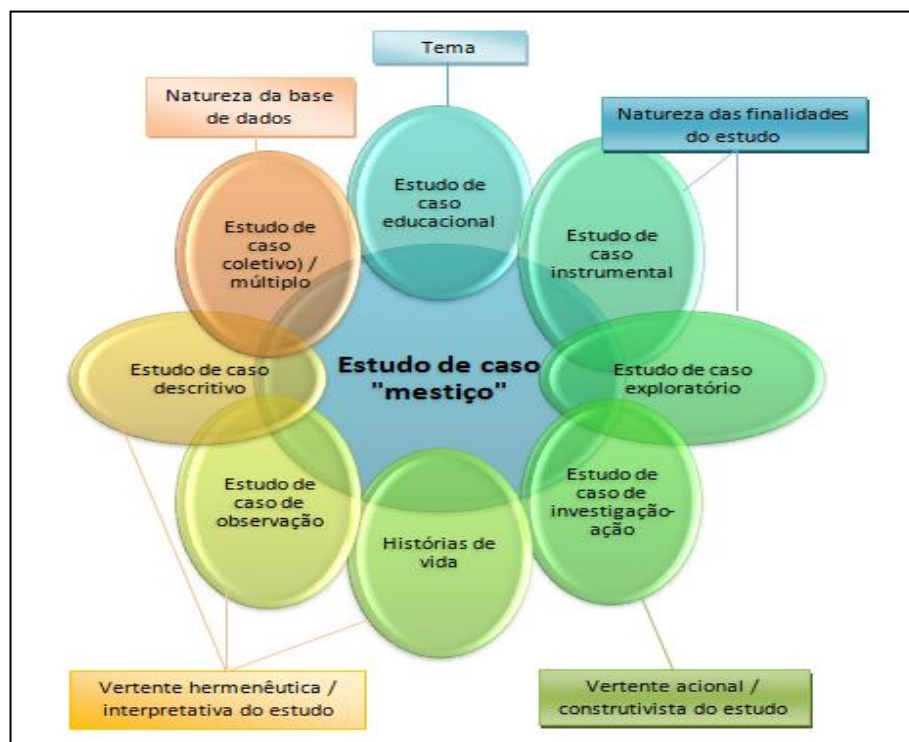 Tema
Natureza da base
de dados
Natureza das finalidades
do estudo
Estudo de
caso
educacional
Estudo de
caso
coletivo) /
múltiplo
Estudo de
caso
instrumental
Estudo de caso
descritivo
Estudo de caso
"mestiço"
Estudo de caso
exploratório
Estudo de
caso de
observação
Histórias de
vida
Estudo de
caso de
investigação-
ação
Vertente hermenêutica /
interpretativa do estudo
Vertente acional /
construtivista do estudo